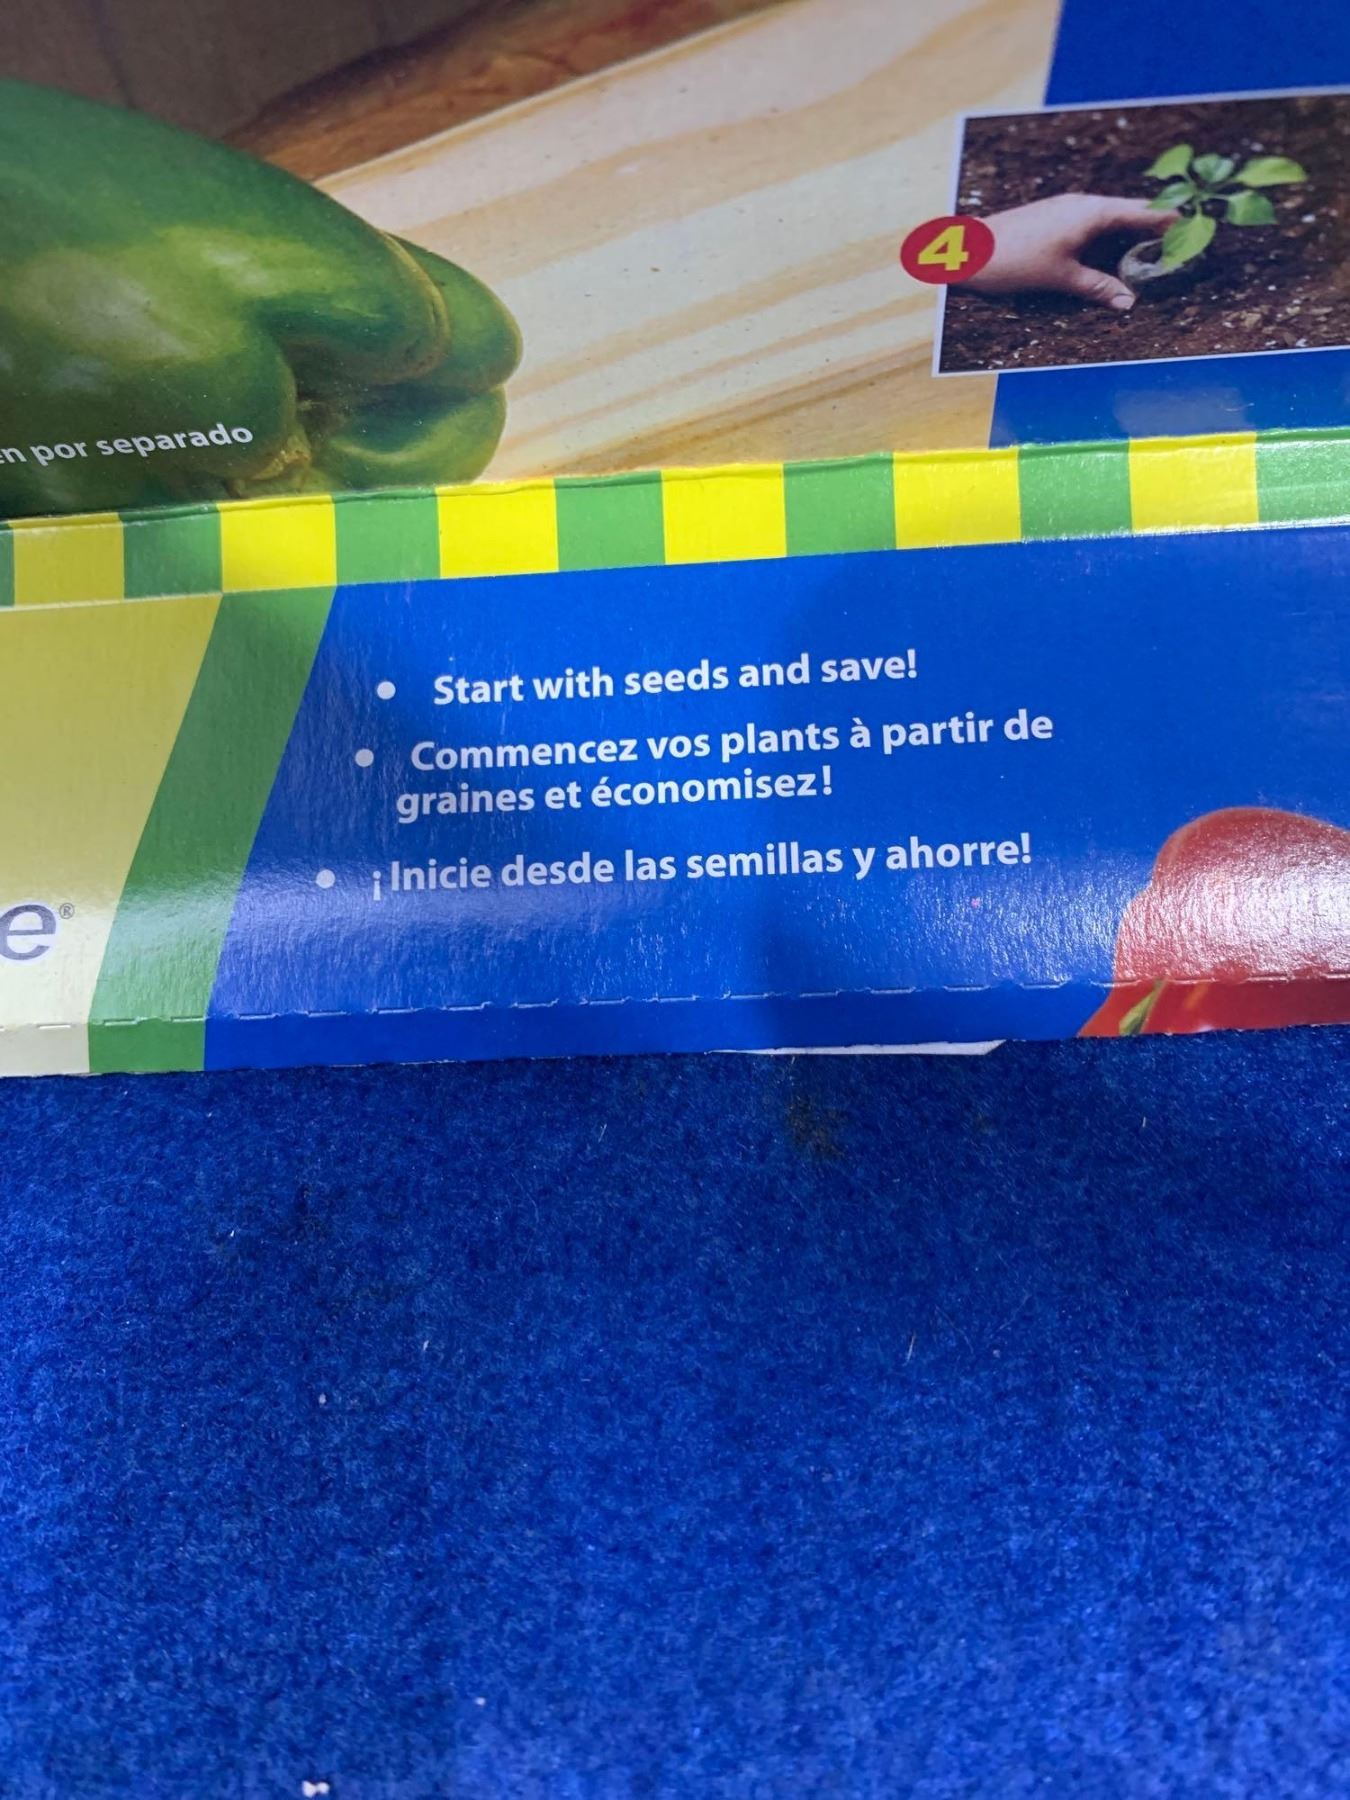 4
por separado
• Start with seeds and save!
• Commencez vos plants à partir de
graines et économisez!
• ¡Inicie desde las semillas y ahorre!
e®